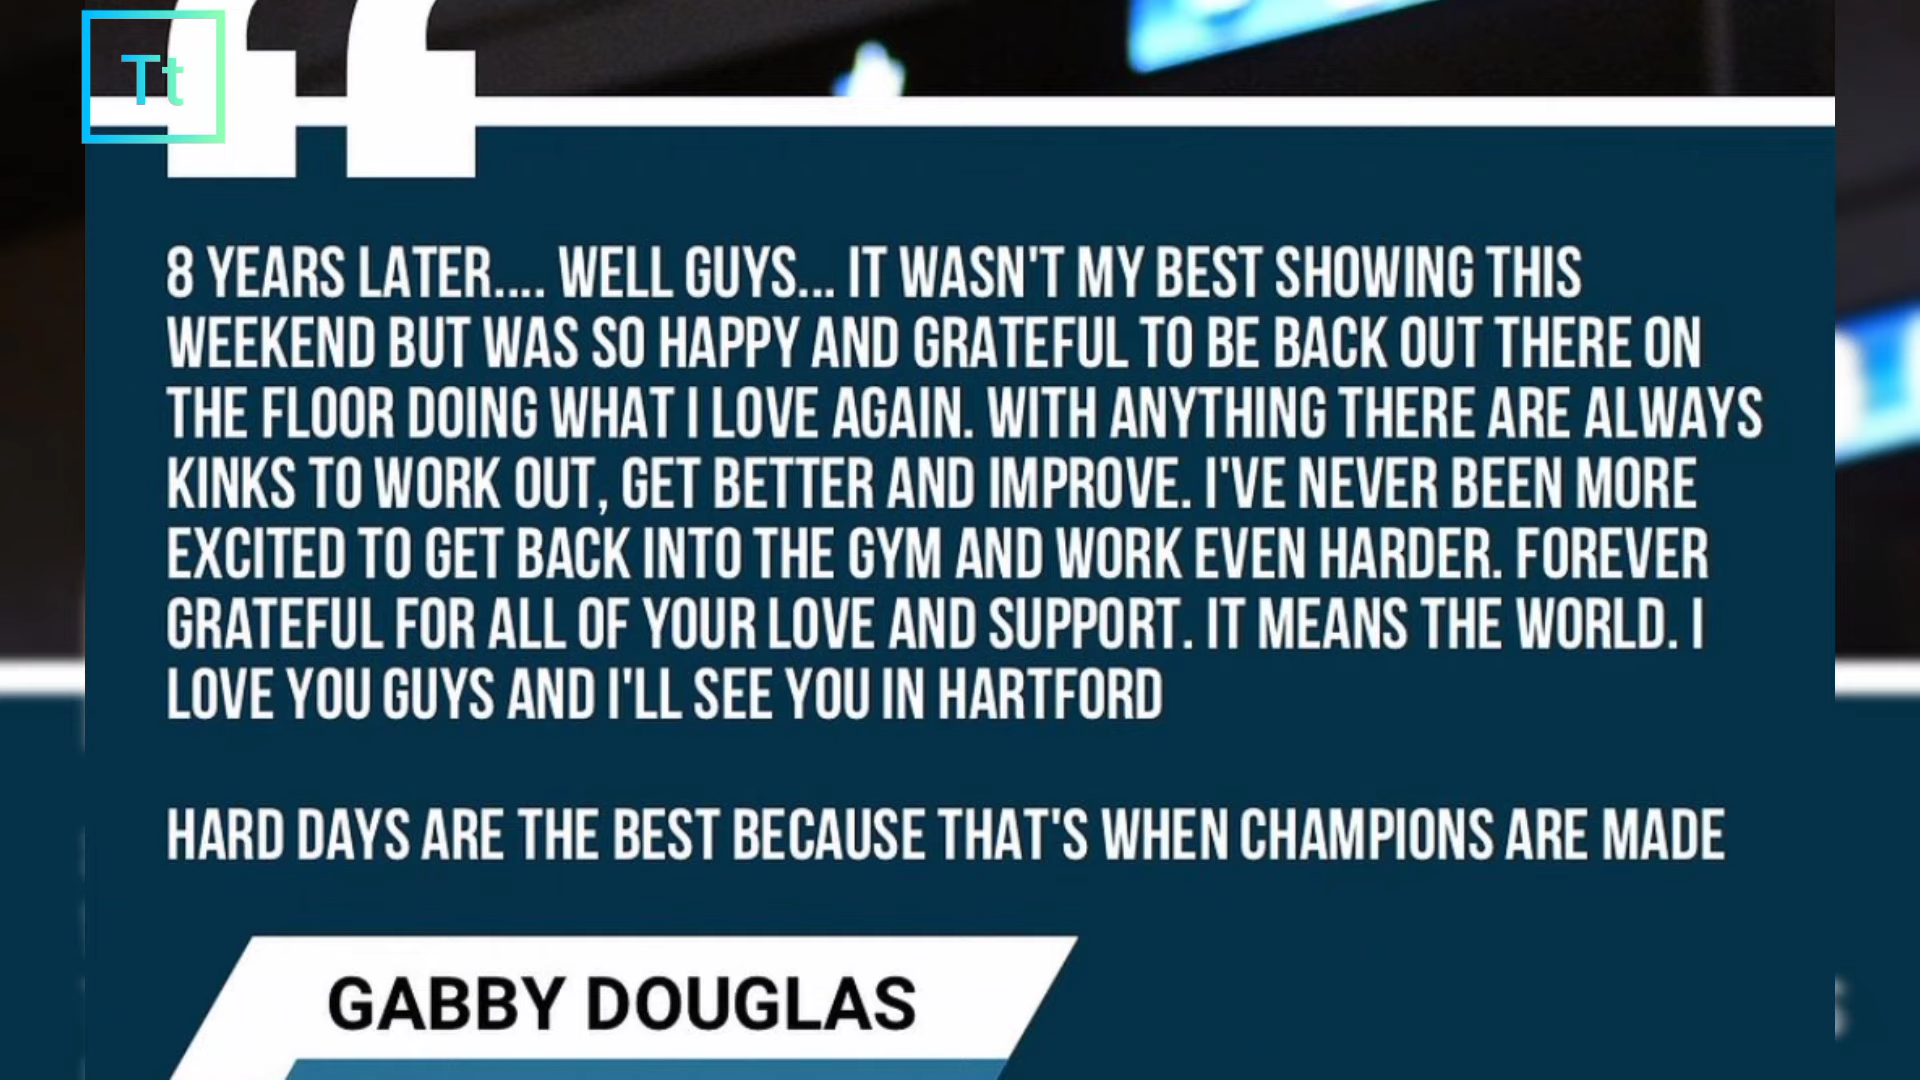 Tt
8 YEARS LATER.... WELL GUYS... IT WASN'T MY BEST SHOWING THIS
WEEKEND BUT WAS SO HAPPY AND GRATEFUL TO BE BACK OUT THERE ON
THE FLOOR DOING WHAT I LOVE AGAIN. WITH ANYTHING THERE ARE ALWAYS
KINKS TO WORK OUT, GET BETTER AND IMPROVE. I'VE NEVER BEEN MORE
EXCITED TO GET BACK INTO THE GYM AND WORK EVEN HARDER. FOREVER
GRATEFUL FOR ALL OF YOUR LOVE AND SUPPORT. IT MEANS THE WORLD. I
LOVE YOU GUYS AND I'LL SEE YOU IN HARTFORD
HARD DAYS ARE THE BEST BECAUSE THAT'S WHEN CHAMPIONS ARE MADE
GABBY DOUGLAS